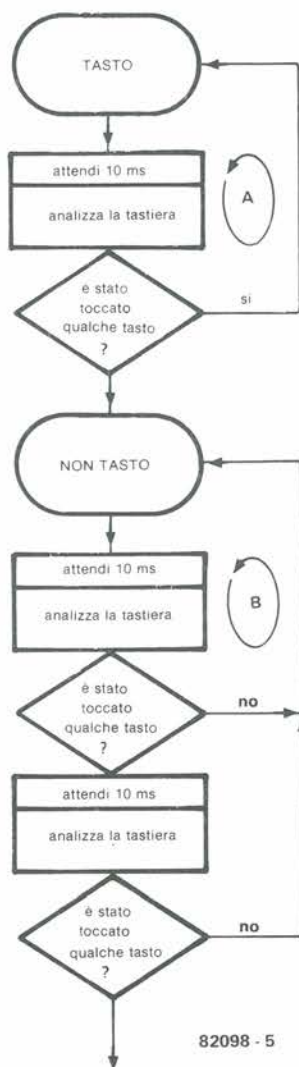 TASTO
attendi 10 ms
analizza la tastiera
A
è stato
toccato
qualche tasto
?
si
NON TASTO
attendi 10 ms
analizza la tastiera
B
è stato
toccato
qualche tasto
?
no
attendi 10 ms
analizza la tastiera
è stato
toccato
qualche tasto
?
no
82098 - 5